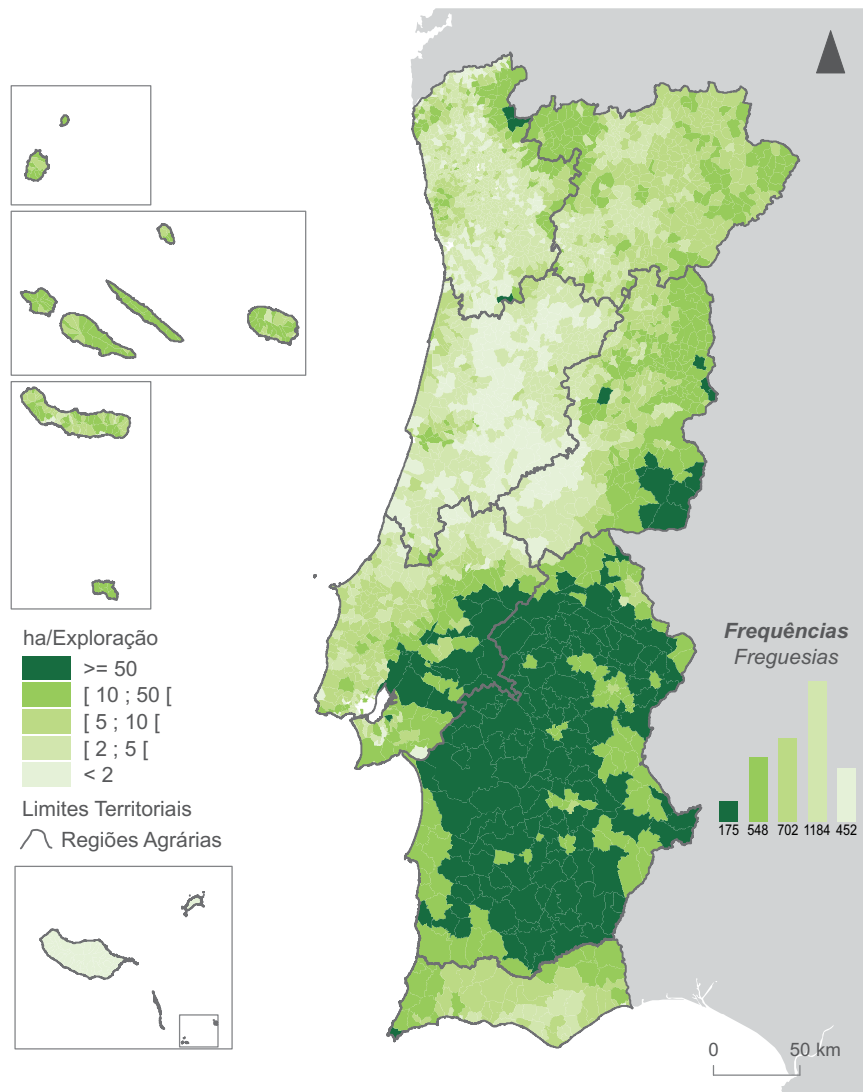 ha/Exploração
>= 50
[ 10 ; 50 [
[ 5 ; 10 [
[ 2 ; 5 [
< 2
Limites Territoriais
Regiões Agrárias
Frequências
Freguesias
175 548 702 1184 452
0 50 km